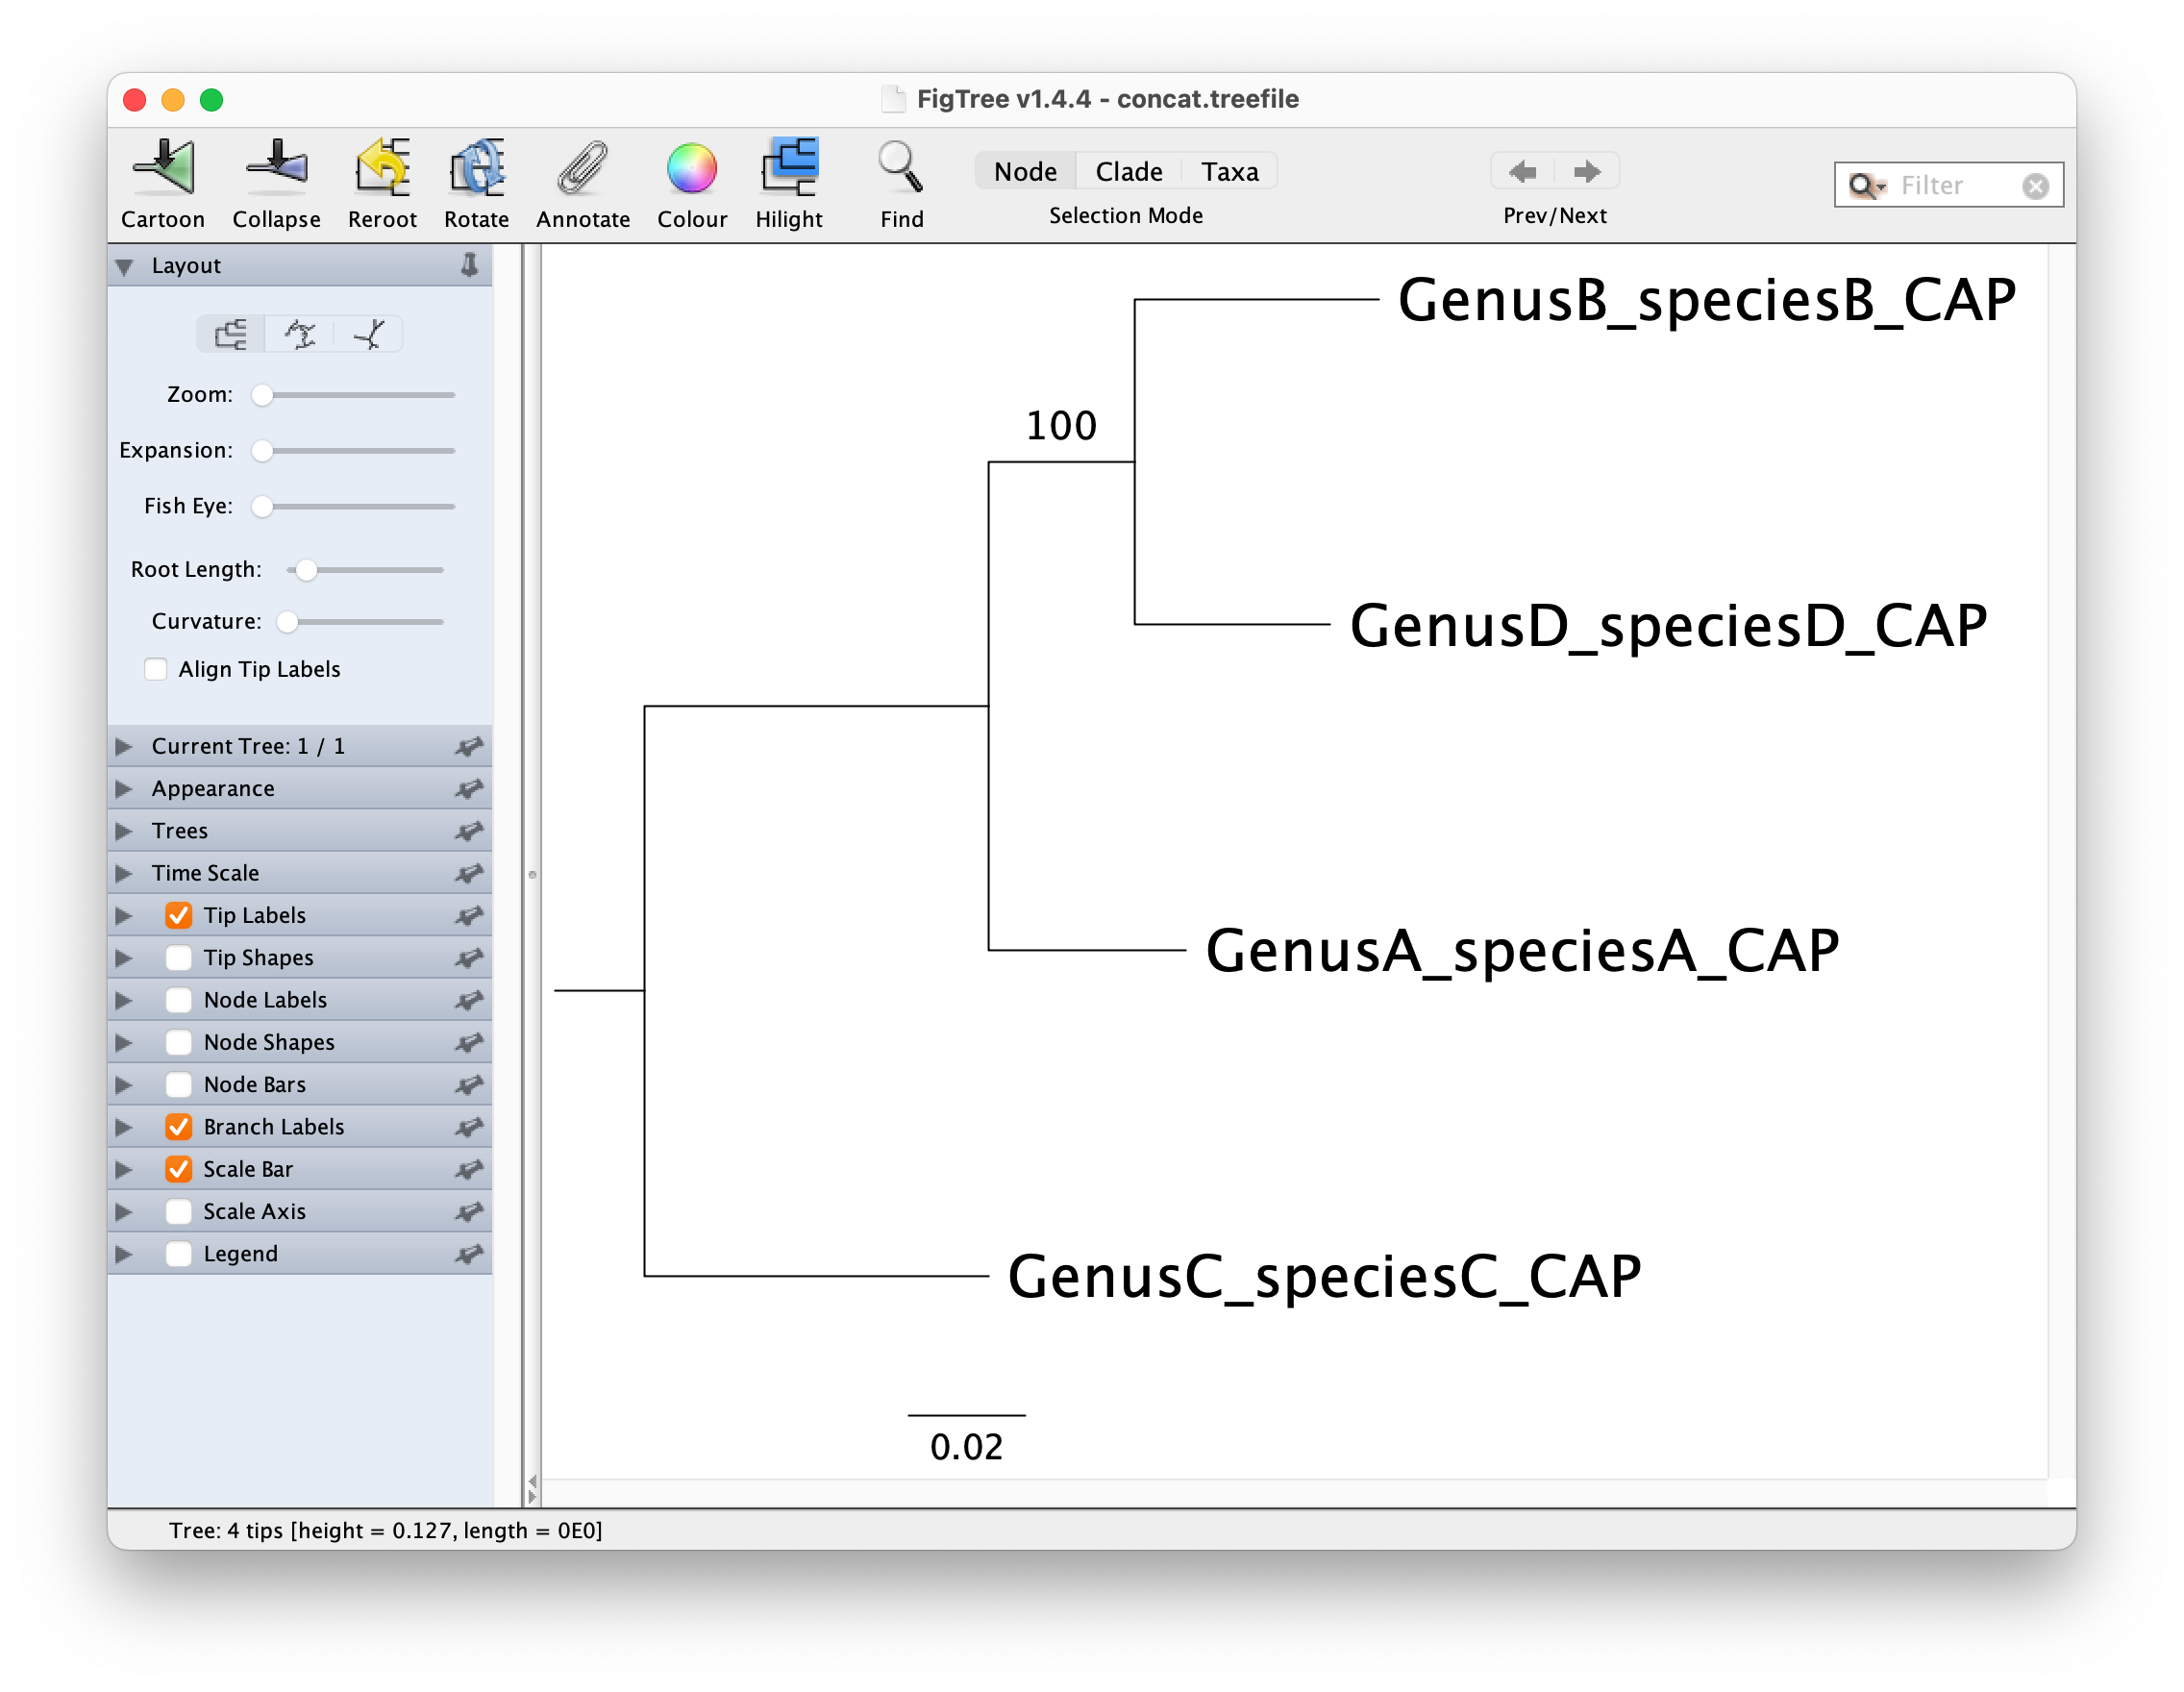 FigTree v1.4.4 - concat.treefile
Cartoon Collapse Reroot Rotate Annotate Colour Hilight Find
Node Clade Taxa
Selection Mode
Prev/Next
Filter
Layout
Zoom:
Expansion:
Fish Eye:
Root Length:
Curvature:
Align Tip Labels
Current Tree: 1 / 1
Appearance
Trees
Time Scale
Tip Labels
Tip Shapes
Node Labels
Node Shapes
Node Bars
Branch Labels
Scale Bar
Scale Axis
Legend
GenusB_speciesB_CAP
100
GenusD_speciesD_CAP
GenusA_speciesA_CAP
GenusC_speciesC_CAP
0.02
Tree: 4 tips [height = 0.127, length = 0E0]